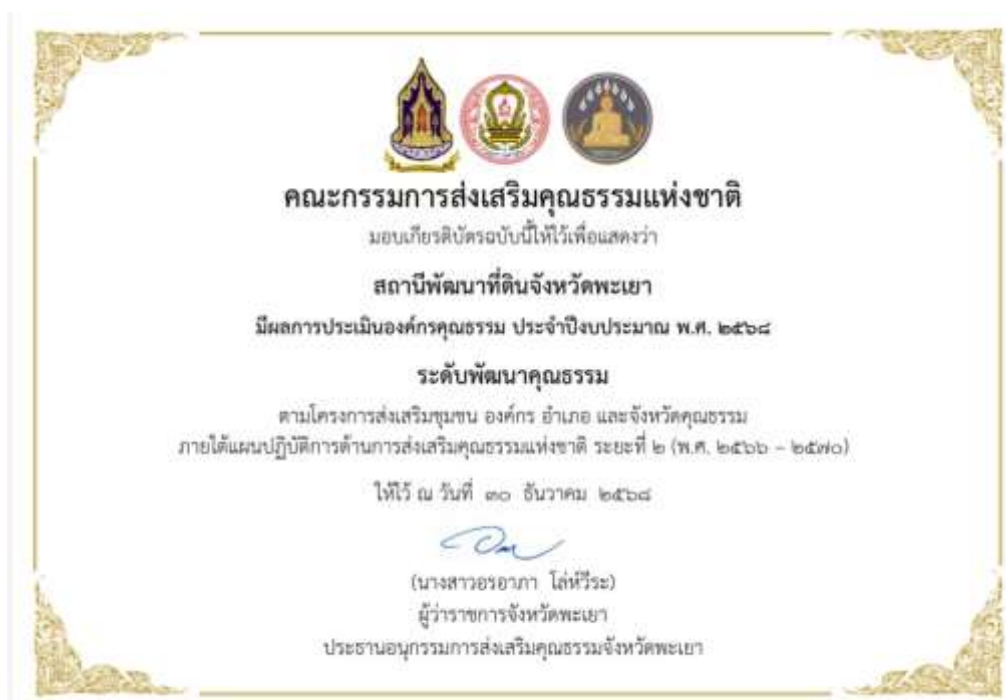 คณะกรรมการส่งเสริมคุณธรรมแห่งชาติ
มอบเกียรติบัตรฉบับนี้ให้ไว้เพื่อแสดงว่า
สถานีพัฒนาที่ดินจังหวัดพะเยา
มีผลการประเมินองค์กรคุณธรรม ประจำปีงบประมาณ พ.ศ. ๒๕๖๘
ระดับพัฒนาคุณธรรม
ตามโครงการส่งเสริมชุมชน องค์กร อำเภอ และจังหวัดคุณธรรม
ภายใต้แผนปฏิบัติการด้านการส่งเสริมคุณธรรมแห่งชาติ ระยะที่ ๒ (พ.ศ. ๒๕๖๖ - ๒๕๗๐)
ให้ไว้ ณ วันที่ ๓๐ ธันวาคม ๒๕๖๘
(นางสาวอรอาภา โล่ห์วีระ)
ผู้ว่าราชการจังหวัดพะเยา
ประธานอนุกรรมการส่งเสริมคุณธรรมจังหวัดพะเยา